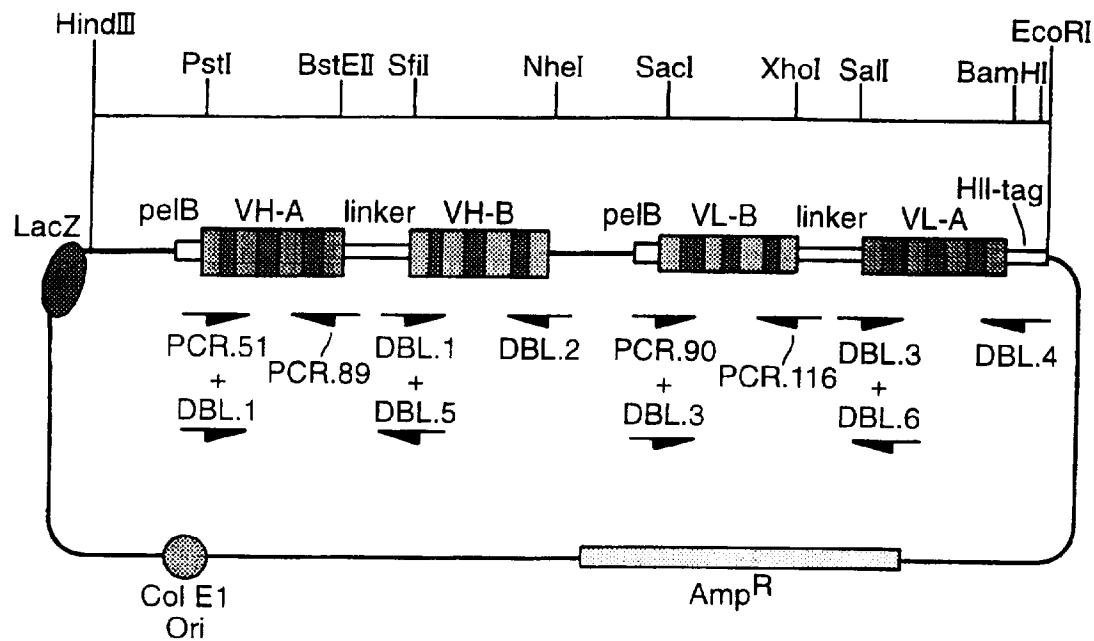 HindⅢ
EcoRI
PstI BstEⅡ SfiI NheI SacI XhoI SalI BamHI
HII-tag
pelB VH-A linker VH-B pelB VL-B linker VL-A
LacZ
PCR.51 PCR.89 DBL.1 DBL.2 PCR.90 PCR.116 DBL.3 DBL.4
+ + + +
DBL.1 DBL.5 DBL.3 DBL.6
Col E1
Ori
Amp^R